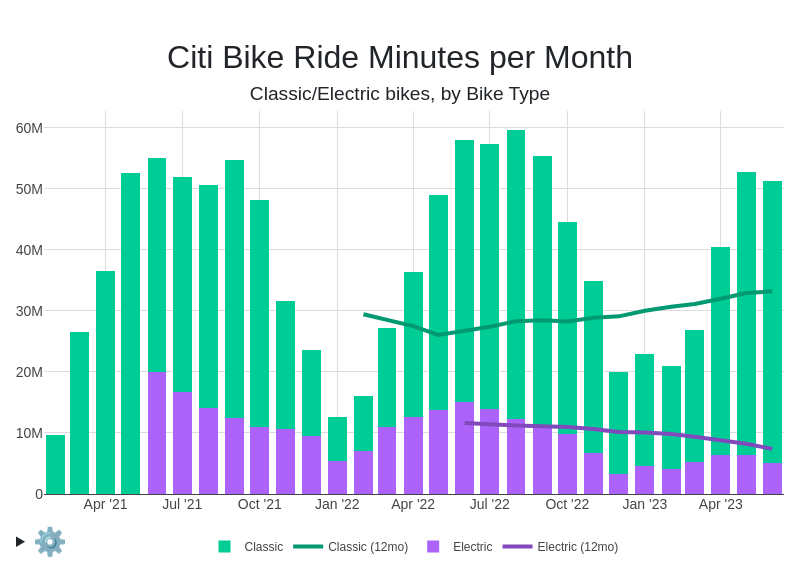 Citi Bike Ride Minutes per Month
Classic/Electric bikes, by Bike Type
60M
50M
40M
30M
20M
10M
0
Apr '21 Jul '21 Oct '21 Jan '22 Apr '22 Jul '22 Oct '22 Jan '23 Apr '23
Classic Classic (12mo) Electric Electric (12mo)